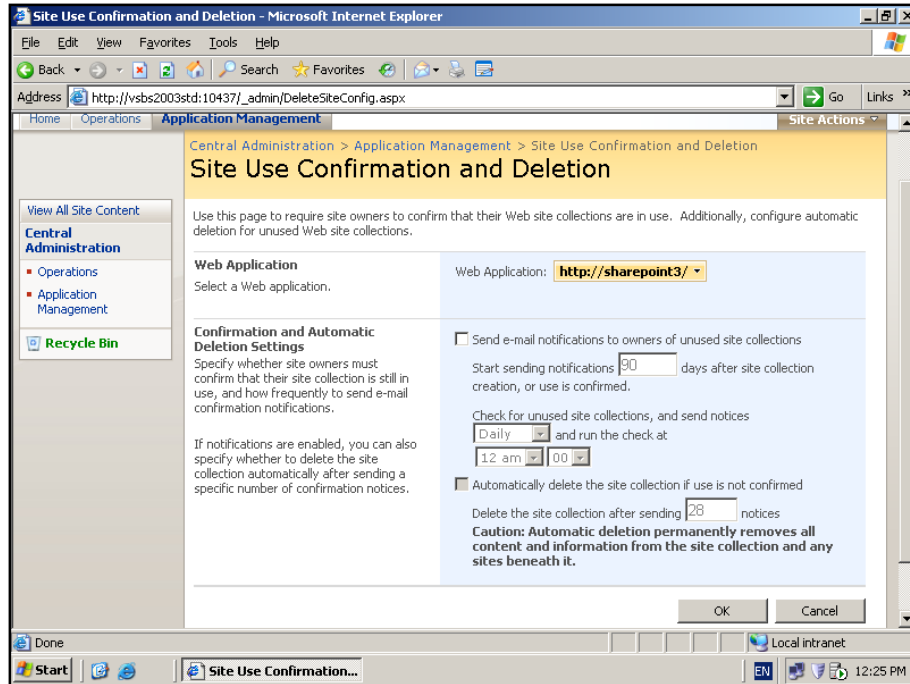 Site Use Confirmation and Deletion - Microsoft Internet Explorer
File Edit View Favorites Tools Help
Back Search Favorites
Address http://vsbs2003std:10437/_admin/DeleteSiteConfig.aspx Go Links »
Home Operations Application Management Site Actions
Central Administration > Application Management > Site Use Confirmation and Deletion
Site Use Confirmation and Deletion
View All Site Content
Central
Administration
Operations
Application
Management
Recycle Bin
Use this page to require site owners to confirm that their Web site collections are in use. Additionally, configure automatic
deletion for unused Web site collections.
Web Application
Select a Web application.
Web Application: http://sharepoint3/
Confirmation and Automatic
Deletion Settings
Specify whether site owners must
confirm that their site collection is still in
use, and how frequently to send e-mail
confirmation notifications.
If notifications are enabled, you can also
specify whether to delete the site
collection automatically after sending a
specific number of confirmation notices.
Send e-mail notifications to owners of unused site collections
Start sending notifications 90 days after site collection
creation, or use is confirmed.
Check for unused site collections, and send notices
Daily and run the check at
12 am 00
Automatically delete the site collection if use is not confirmed
Delete the site collection after sending 28 notices
Caution: Automatic deletion permanently removes all
content and information from the site collection and any
sites beneath it.
OK Cancel
Done Local intranet
Start Site Use Confirmation... EN 12:25 PM